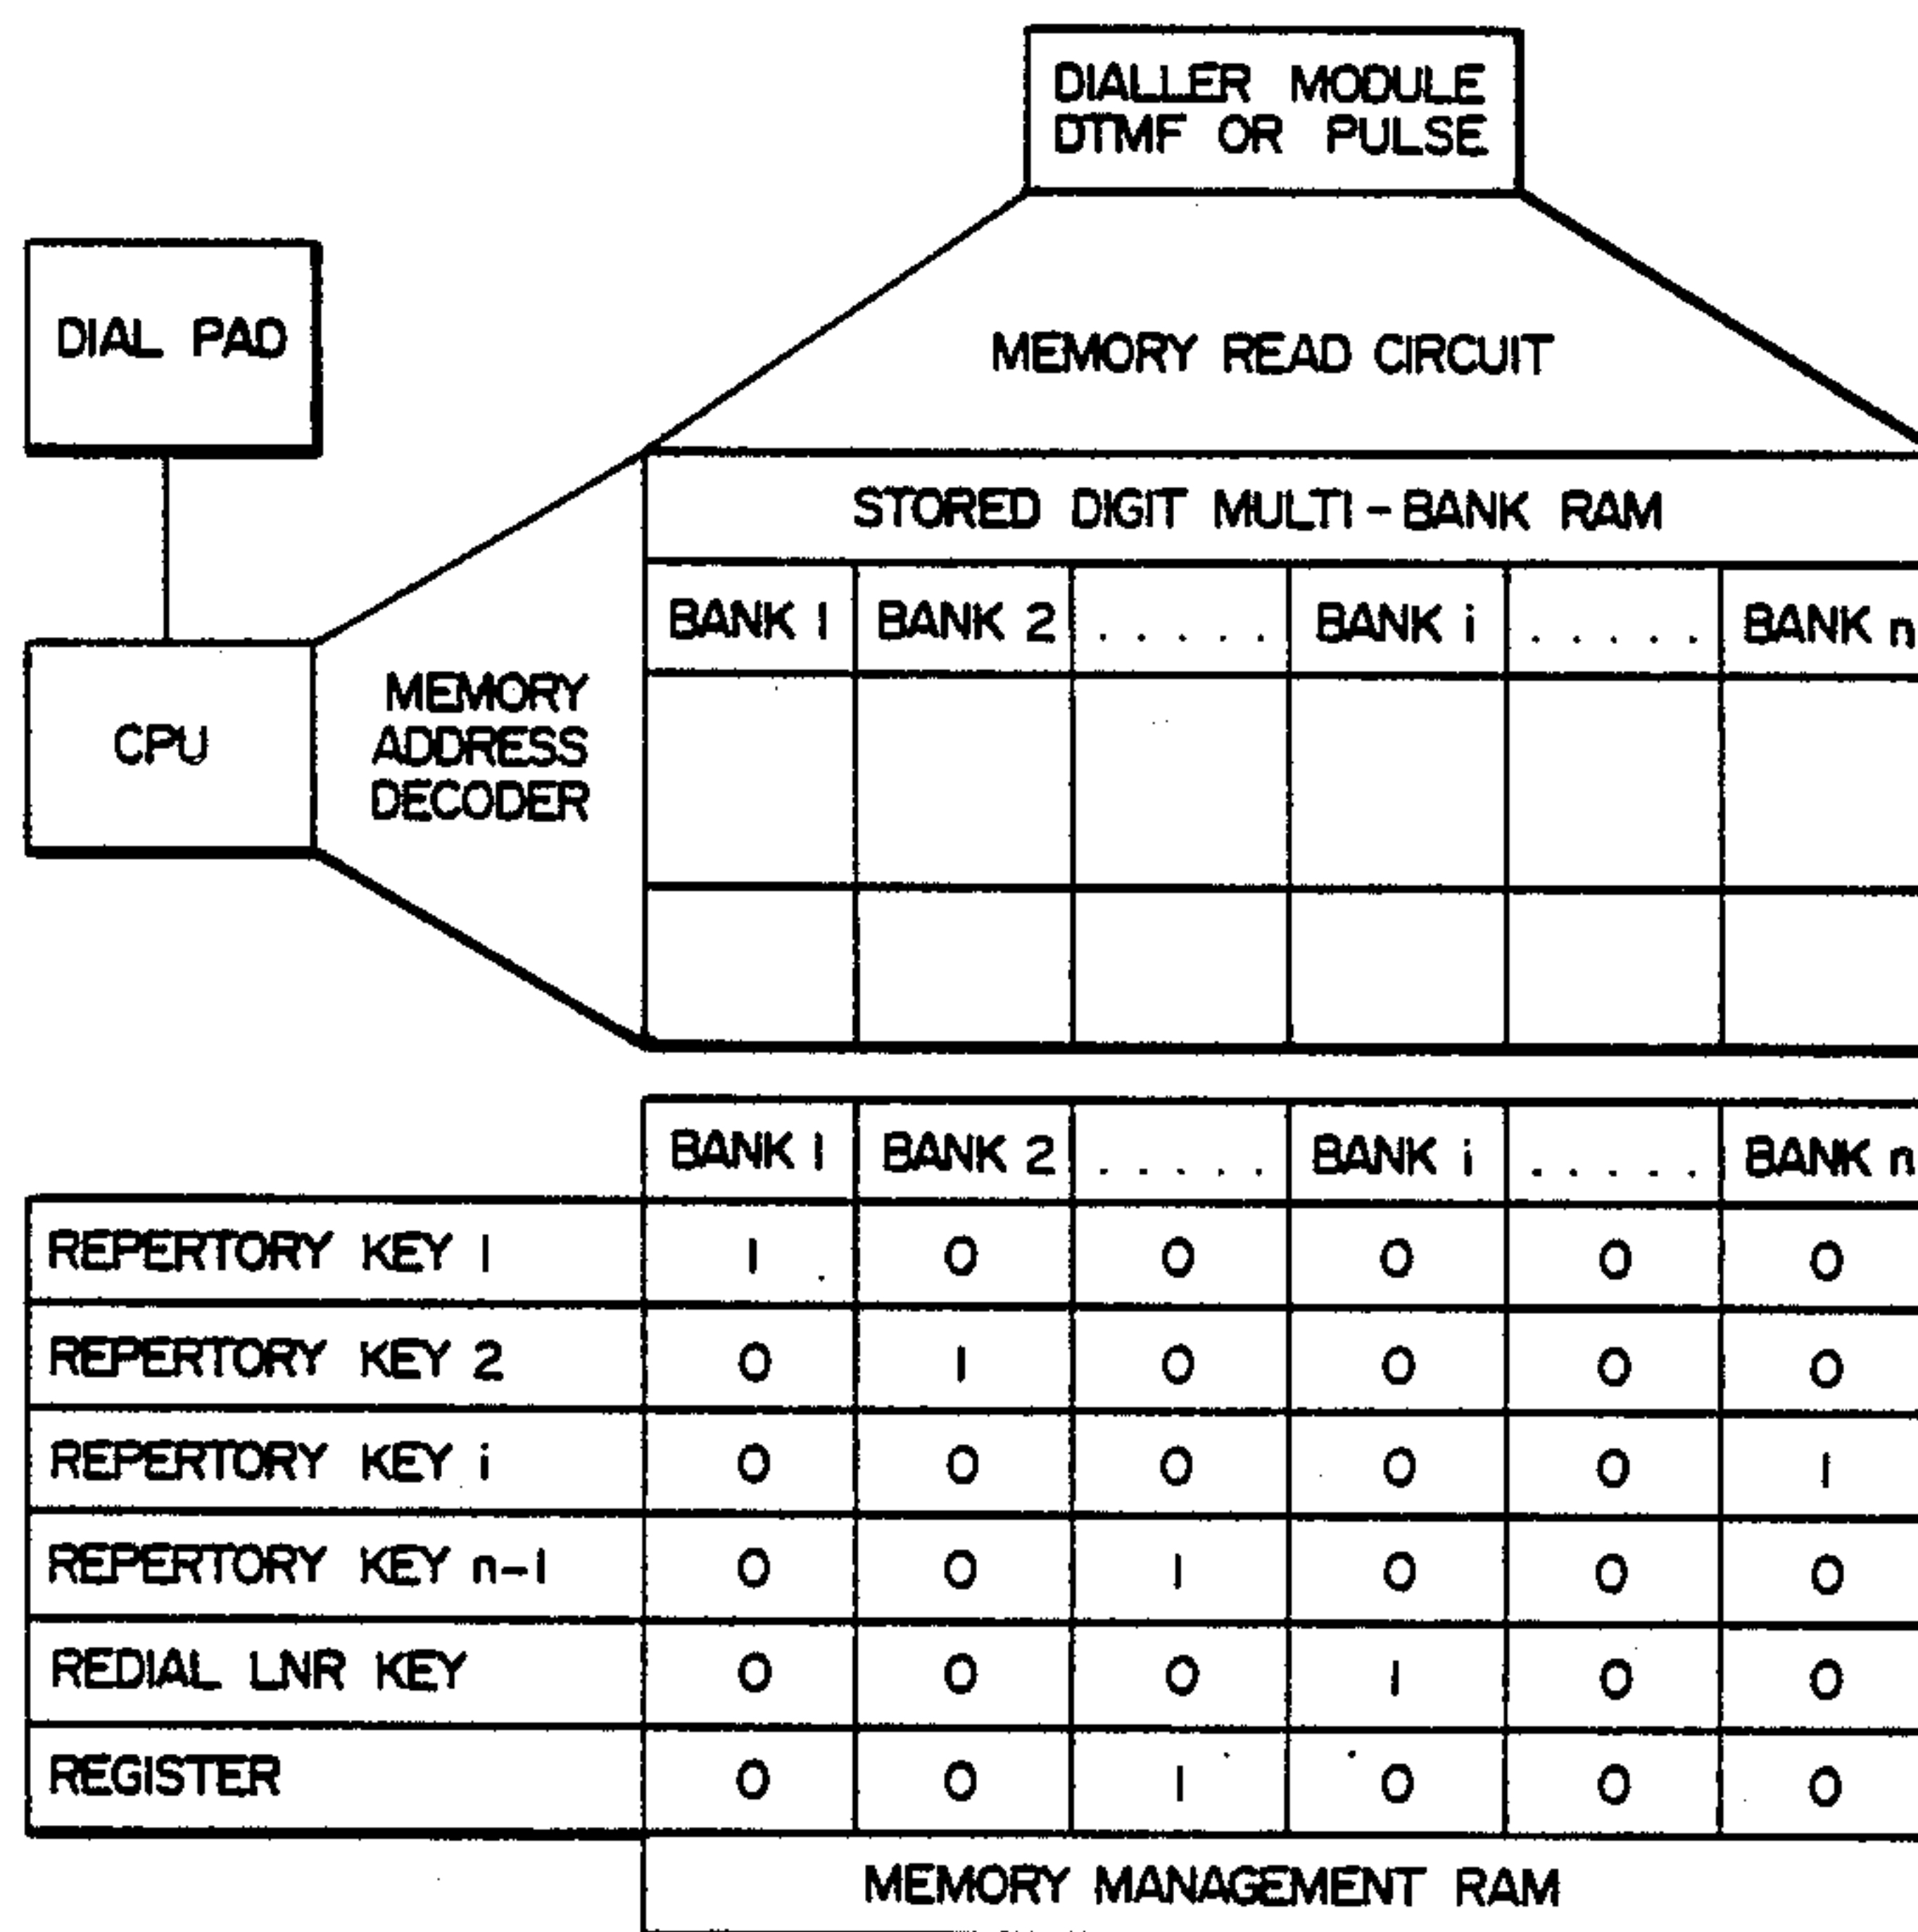 DIALLER MODULE
DTMF OR PULSE
DIAL PAD
MEMORY READ CIRCUIT
STORED DIGIT MULTI-BANK RAM
BANK 1 BANK 2 ..... BANK i ..... BANK n
CPU
MEMORY
ADDRESS
DECODER
BANK 1 BANK 2 ..... BANK i ..... BANK n
REPERTORY KEY 1 1 0 0 0 0 0
REPERTORY KEY 2 0 1 0 0 0 0
REPERTORY KEY i 0 0 0 0 0 1
REPERTORY KEY n-1 0 0 1 0 0 0
REDIAL LNR KEY 0 0 0 1 0 0
REGISTER 0 0 1 0 0 0
MEMORY MANAGEMENT RAM